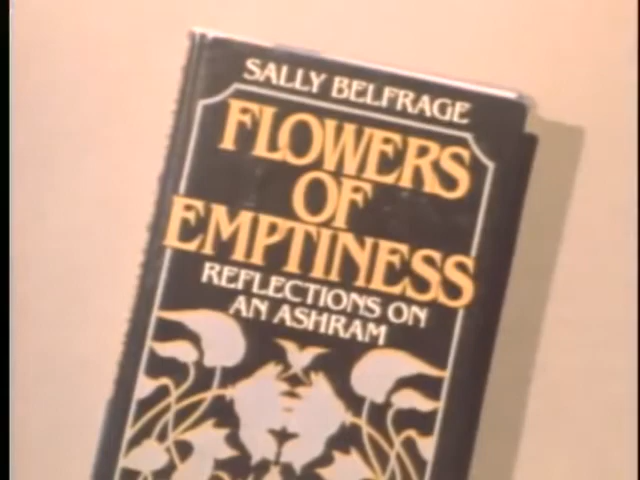 SALLY BELFRAGE
FLOWERS
OF
EMPTINESS
REFLECTIONS ON
AN ASHRAM